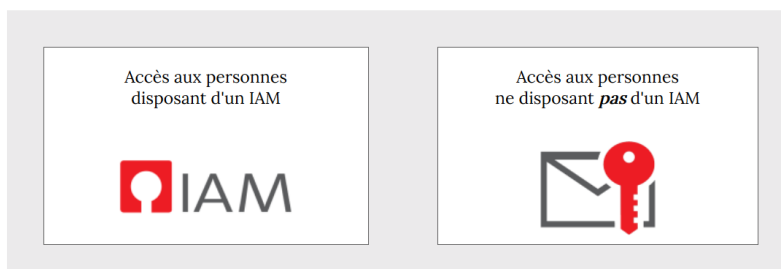 Accès aux personnes
disposant d'un IAM
IAM
Accès aux personnes
ne disposant pas d'un IAM